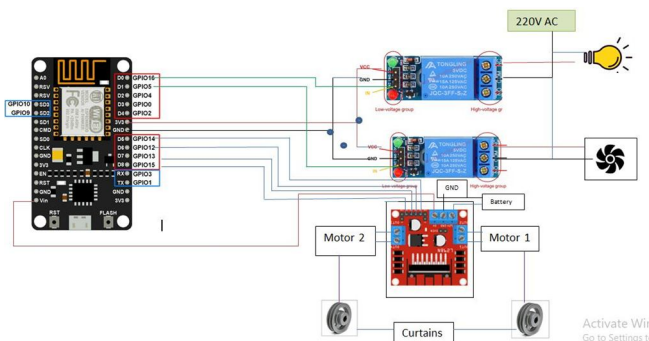 220V AC
A0
RSV
RSV
SD3
SD2
SD1
CMD
SD0
CLK
GND
3V3
EN
RST
GND
Vin
GPIO10
GPIO9
D0
D1
D2
D3
D4
3V3
GND
D5
D6
D7
D8
RX
TX
GND
3V3
GPIO16
GPIO5
GPIO4
GPIO0
GPIO2
GPIO14
GPIO12
GPIO13
GPIO15
GPIO3
GPIO1
RST
FLASH
VCC
GND
IN
TONGLING
Low-voltage group
High-voltage gr
VCC
GND
IN
TONGLING
Low-voltage group
High-voltage group
GND
Battery
Motor 2
Motor 1
Curtains
Activate Win
Go to Settings to